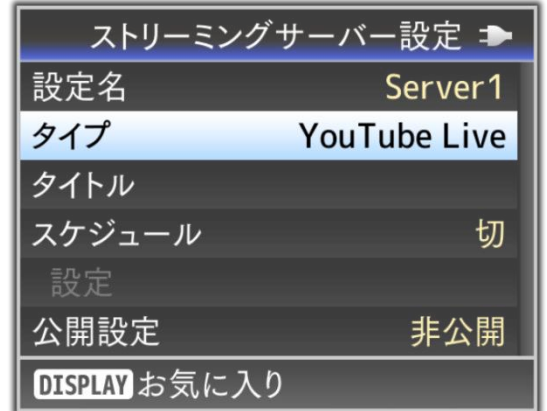 ストリーミングサーバー設定
設定名 Server1
タイプ YouTube Live
タイトル
スケジュール 切
設定
公開設定 非公開
DISPLAY お気に入り